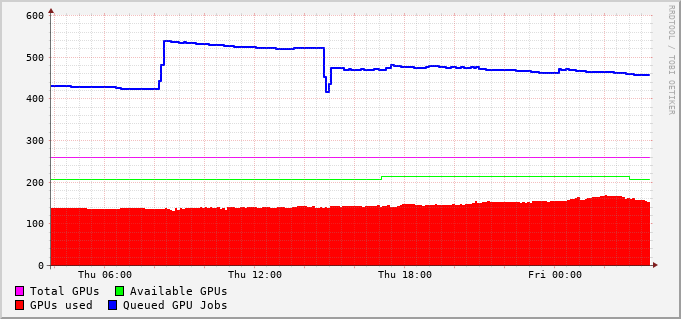 600
500
400
300
200
100
0
Thu 06:00 Thu 12:00 Thu 18:00 Fri 00:00
Total GPUs Available GPUs
GPUs used Queued GPU Jobs
RRDTOOL / TOBI OETIKER